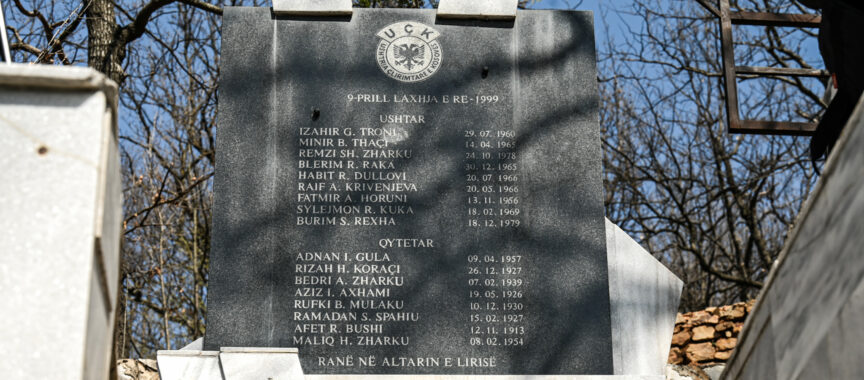 UÇK
USHTRIA ÇLIRIMTARE E KOSOVËS
9-PRILL LAXHJA E RE-1999
USHTAR
IZAHIR G. TRONI 29. 07. 1960
MINIR B. THAÇI 14. 04. 1965
REMZI SH. ZHARKU 24. 10. 1978
BLERIM R. RAKA 30. 12. 1965
HABIT R. DULLOVI 20. 07. 1966
RAIF A. KRIVENJEVA 20. 05. 1966
FATMIR A. HORUNI 13. 11. 1956
SYLEJMON R. KUKA 18. 02. 1969
BURIM S. REXHA 18. 12. 1979
QYTETAR
ADNAN I. GULA 09. 04. 1957
RIZAH H. KORAÇI 26. 12. 1927
BEDRI A. ZHARKU 07. 02. 1939
AZIZ I. AXHAMI 19. 05. 1926
RUFKI B. MULAKU 10. 12. 1930
RAMADAN S. SPAHIU 15. 02. 1927
AFET R. BUSHI 12. 11. 1913
MALIQ H. ZHARKU 08. 02. 1954
RANË NË ALTARIN E LIRISË